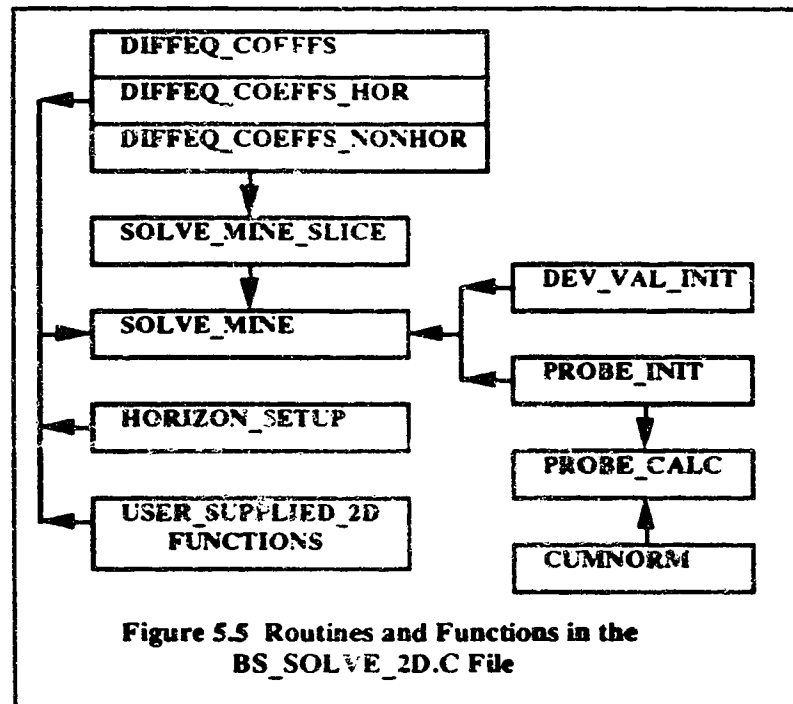 DIFFEQ_COEFFS
DIFFEQ_COEFFS_HOR
DIFFEQ_COEFFS_NONHOR
SOLVE_MINE_SLICE
SOLVE_MINE
HORIZON_SETUP
USER_SUPPLIED_2D
FUNCTIONS
DEV_VAL_INIT
PROBE_INIT
PROBE_CALC
CUMNORM
Figure 5.5 Routines and Functions in the
BS_SOLVE_2D.C File